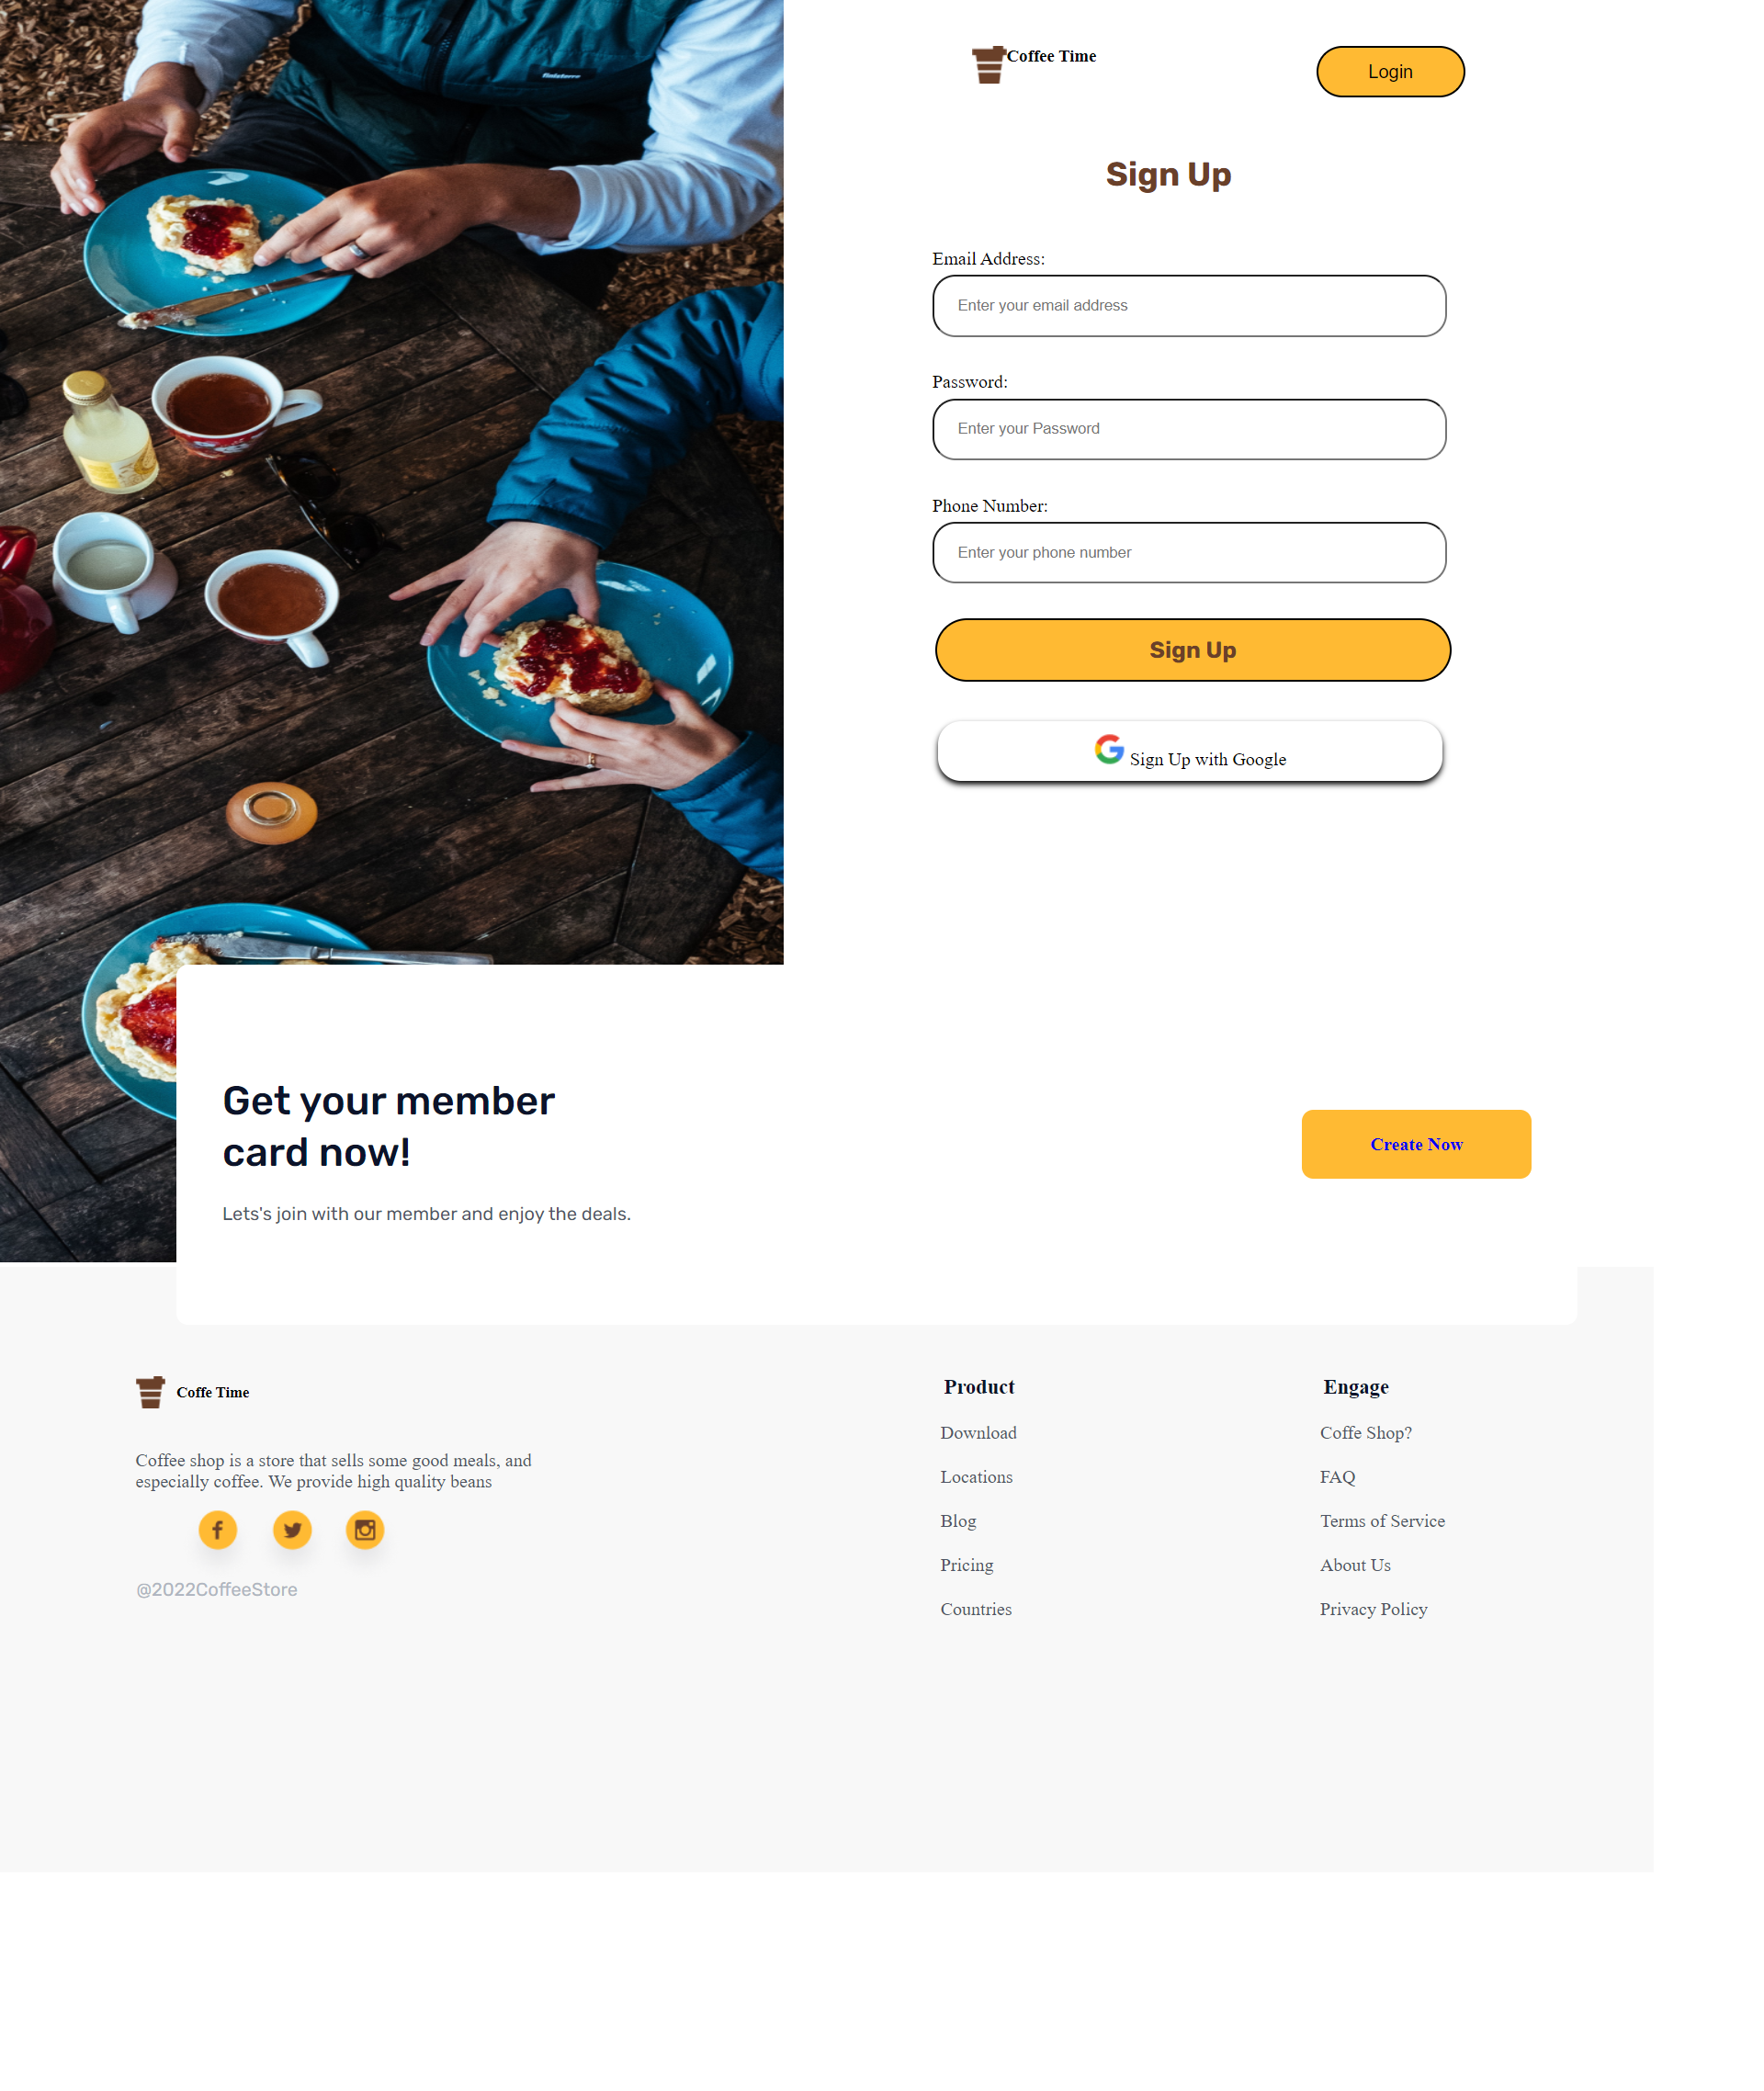 Coffee Time
Login
Sign Up
Email Address:
Enter your email address
Password:
Enter your Password
Phone Number:
Enter your phone number
Sign Up
Sign Up with Google
Get your member
card now!
Lets's join with our member and enjoy the deals.
Create Now
Coffe Time
Coffee shop is a store that sells some good meals, and
especially coffee. We provide high quality beans
@2022CoffeeStore
Product
Download
Locations
Blog
Pricing
Countries
Engage
Coffe Shop?
FAQ
Terms of Service
About Us
Privacy Policy